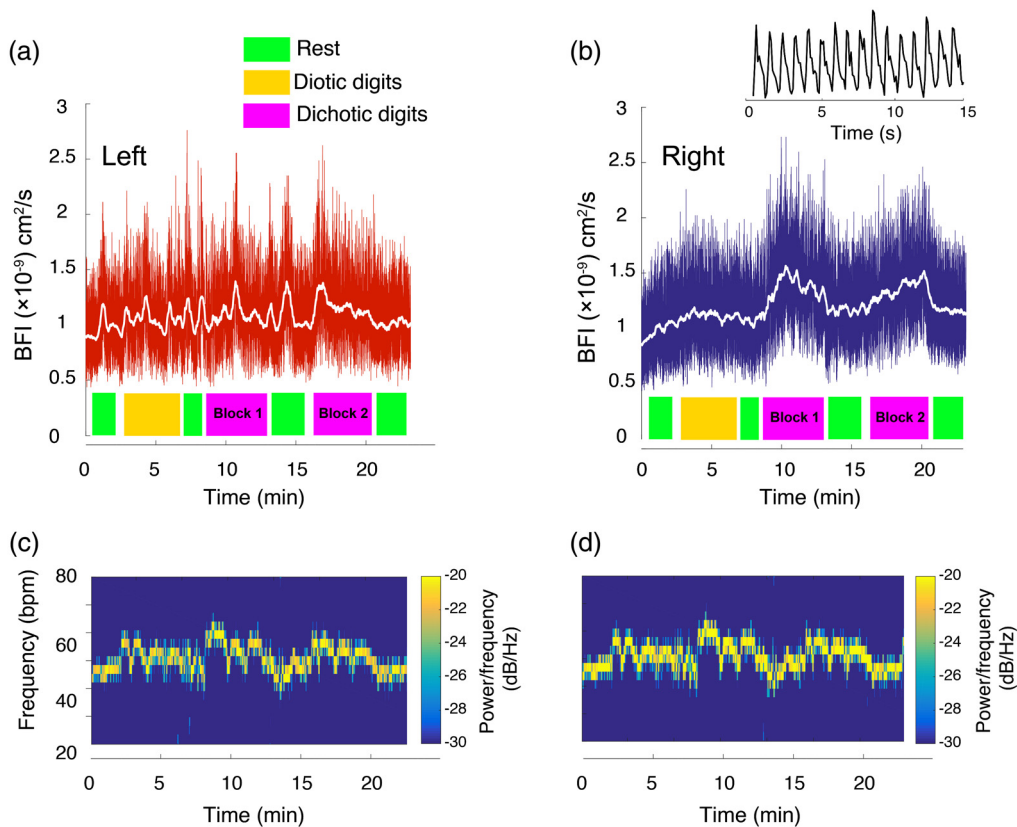 (a)
Rest
Diotic digits
Dichotic digits
Left
3
2.5
2
1.5
1
0.5
0
BFI (×10⁻⁹) cm²/s
Block 1
Block 2
0 5 10 15 20
Time (min)
(b)
0 5 10 15
Time (s)
Right
3
2.5
2
1.5
1
0.5
0
BFI (×10⁻⁹) cm²/s
Block 1
Block 2
0 5 10 15 20
Time (min)
(c)
80
60
40
20
Frequency (bpm)
0 5 10 15 20
Time (min)
-20
-22
-24
-26
-28
-30
Power/frequency
(dB/Hz)
(d)
0 5 10 15 20
Time (min)
-20
-22
-24
-26
-28
-30
Power/frequency
(dB/Hz)